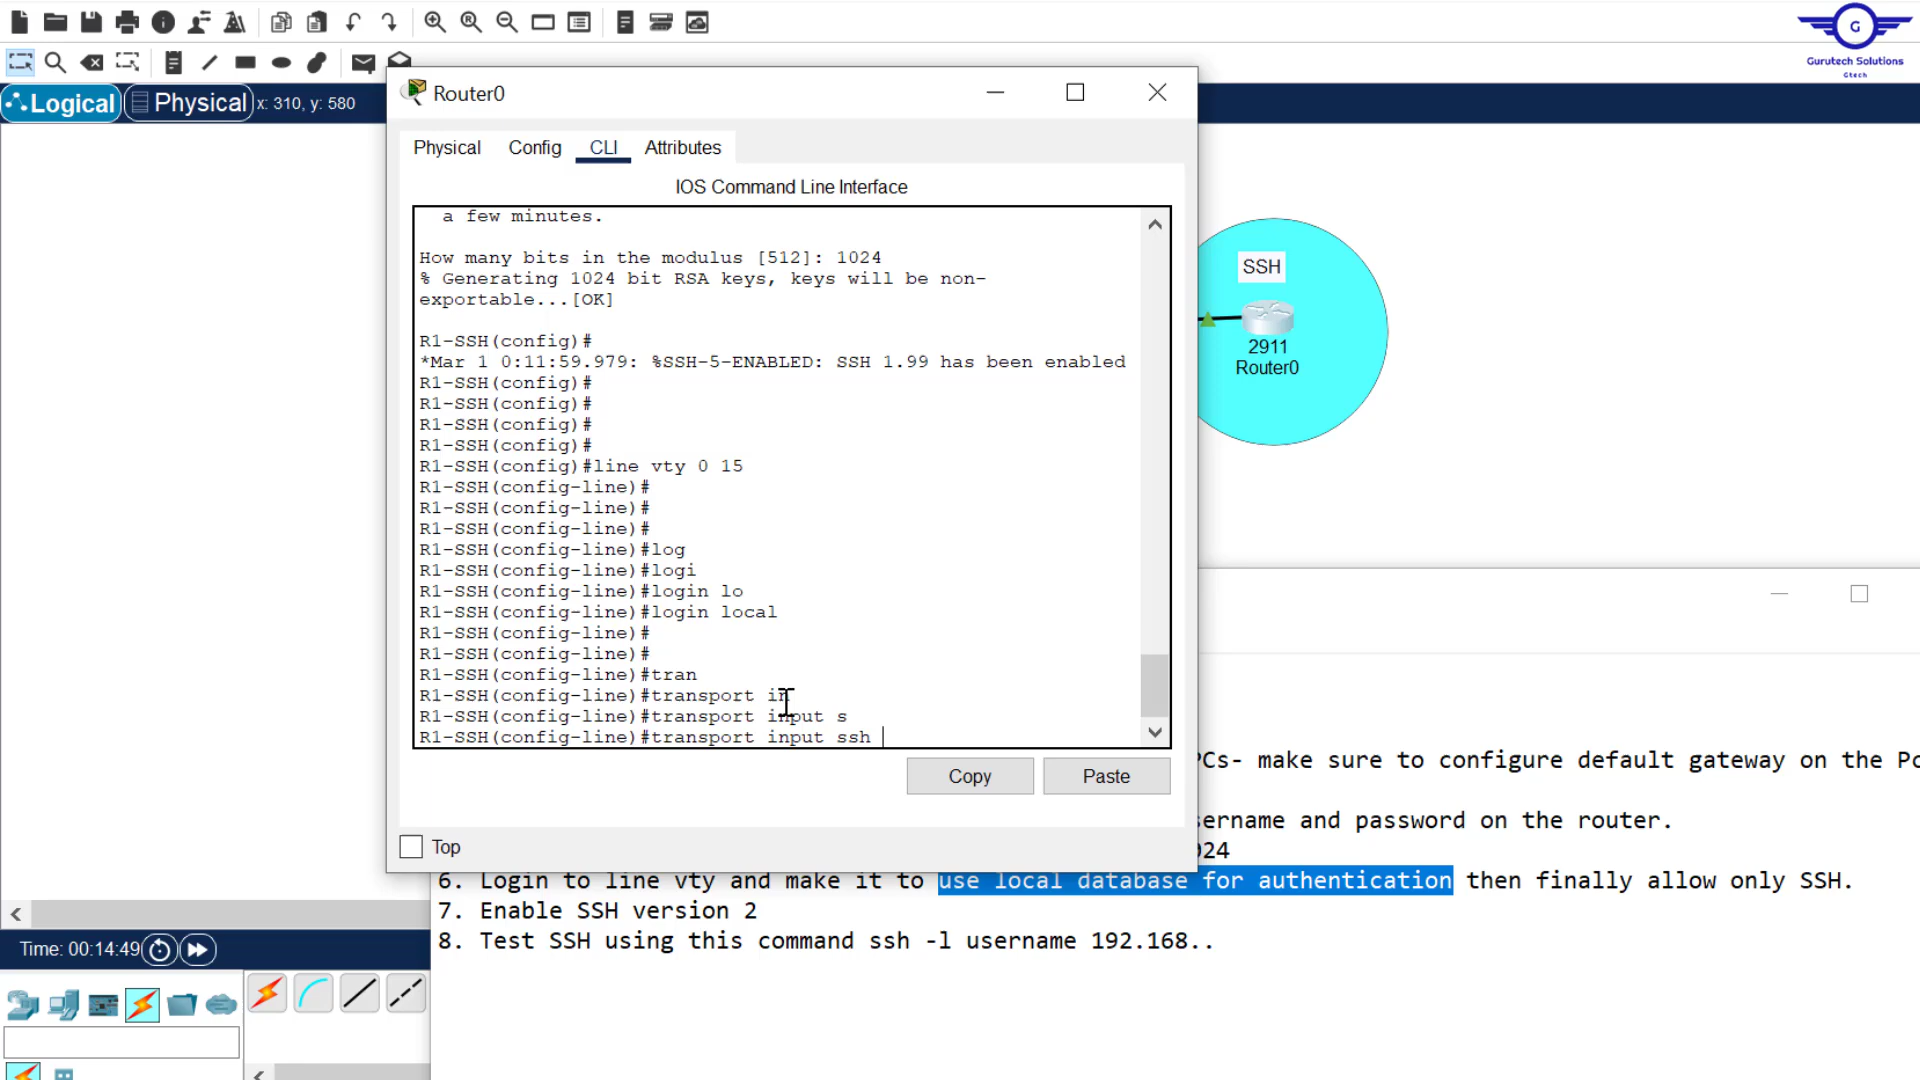 G
Gurutech Solutions
Gtech
Logical
Physical
x: 310, y: 580
Router0
Physical
Config
CLI
Attributes
IOS Command Line Interface
a few minutes.
How many bits in the modulus [512]: 1024
% Generating 1024 bit RSA keys, keys will be non-
exportable...[OK]
R1-SSH(config)#
*Mar 1 0:11:59.979: %SSH-5-ENABLED: SSH 1.99 has been enabled
R1-SSH(config)#
R1-SSH(config)#
R1-SSH(config)#
R1-SSH(config)#
R1-SSH(config)#line vty 0 15
R1-SSH(config-line)#
R1-SSH(config-line)#
R1-SSH(config-line)#
R1-SSH(config-line)#log
R1-SSH(config-line)#logi
R1-SSH(config-line)#login lo
R1-SSH(config-line)#login local
R1-SSH(config-line)#
R1-SSH(config-line)#
R1-SSH(config-line)#tran
R1-SSH(config-line)#transport in
R1-SSH(config-line)#transport input s
R1-SSH(config-line)#transport input ssh
Copy
Paste
Top
SSH
2911
Router0
PCs- make sure to configure default gateway on the Pc
sername and password on the router.
024
6. Login to line vty and make it to use local database for authentication then finally allow only SSH.
7. Enable SSH version 2
8. Test SSH using this command ssh -l username 192.168..
Time: 00:14:49